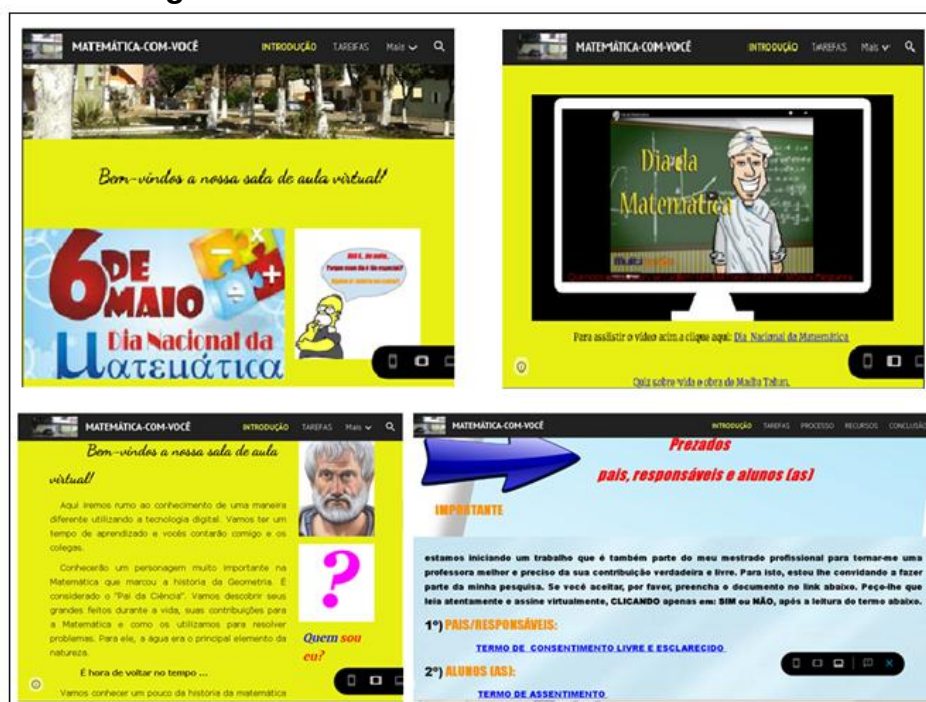 MATEMÁTICA-COM-VOCÊ
INTRODUÇÃO TAREFAS Mais
Bem-vindos a nossa sala de aula virtual!
6 DE
MAIO
Dia Nacional da
Matemática
MATEMÁTICA-COM-VOCÊ
INTRODUÇÃO TAREFAS Mais
Dia da
Matemática
Para assistir o vídeo acima clique aqui: Dia Nacional da Matemática
Quiz sobre vida e obra de Malba Tahan.
MATEMÁTICA-COM-VOCÊ
INTRODUÇÃO TAREFAS Mais
Bem-vindos a nossa sala de aula
virtual!
Aqui iremos rumo ao conhecimento de uma maneira
diferente utilizando a tecnologia digital. Vamos ter um
tempo de aprendizado e vocês contarão comigo e os
colegas.
Conhecerão um personagem muito importante na
Matemática que marcou a história da Geometria. É
considerado o "Pai da Ciência". Vamos descobrir seus
grandes feitos durante a vida, suas contribuições para
a Matemática e como os utilizamos para resolver
problemas. Para ele, a água era o principal elemento da
natureza.
É hora de voltar no tempo ...
Vamos conhecer um pouco da história da matemática
?
Quem sou
eu?
MATEMÁTICA-COM-VOCÊ
INTRODUÇÃO TAREFAS PROCESSO RECURSOS CONCLUSÃO
Prezados
pais, responsáveis e alunos (as)
IMPORTANTE
estamos iniciando um trabalho que é também parte do meu mestrado profissional para tornar-me uma
professora melhor e preciso da sua contribuição verdadeira e livre. Para isto, estou lhe convidando a fazer
parte da minha pesquisa. Se você aceitar, por favor, preencha o documento no link abaixo. Peço-lhe que
leia atentamente e assine virtualmente, CLICANDO apenas em: SIM ou NÃO, após a leitura do termo abaixo.
1º) PAIS/RESPONSÁVEIS:
TERMO DE CONSENTIMENTO LIVRE E ESCLARECIDO
2º) ALUNOS (AS):
TERMO DE ASSENTIMENTO